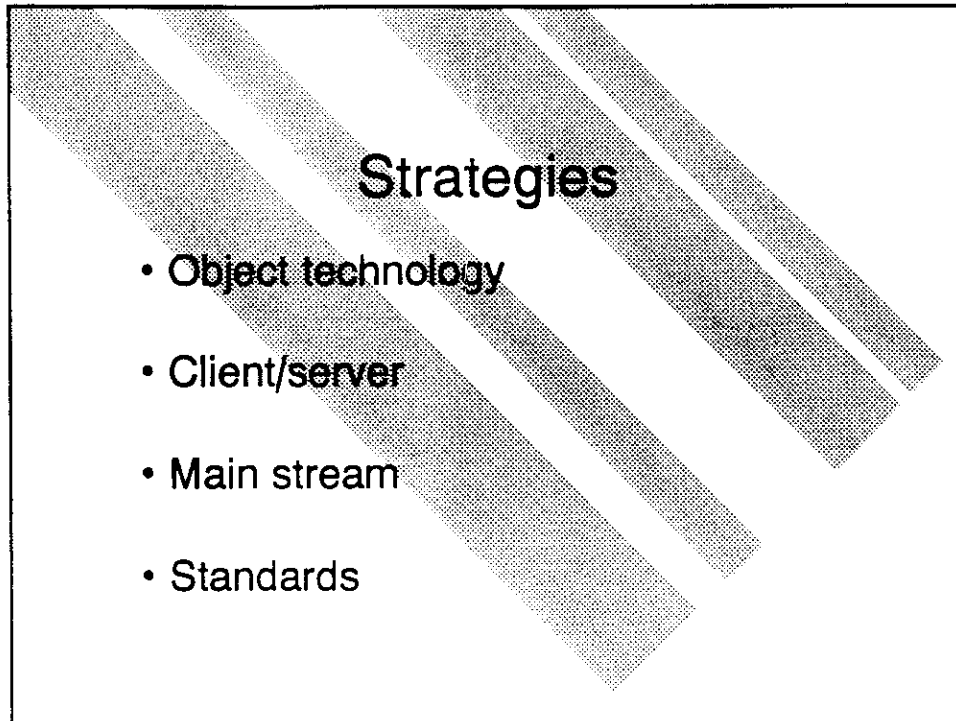 Strategies
• Object technology
• Client/server
• Main stream
• Standards